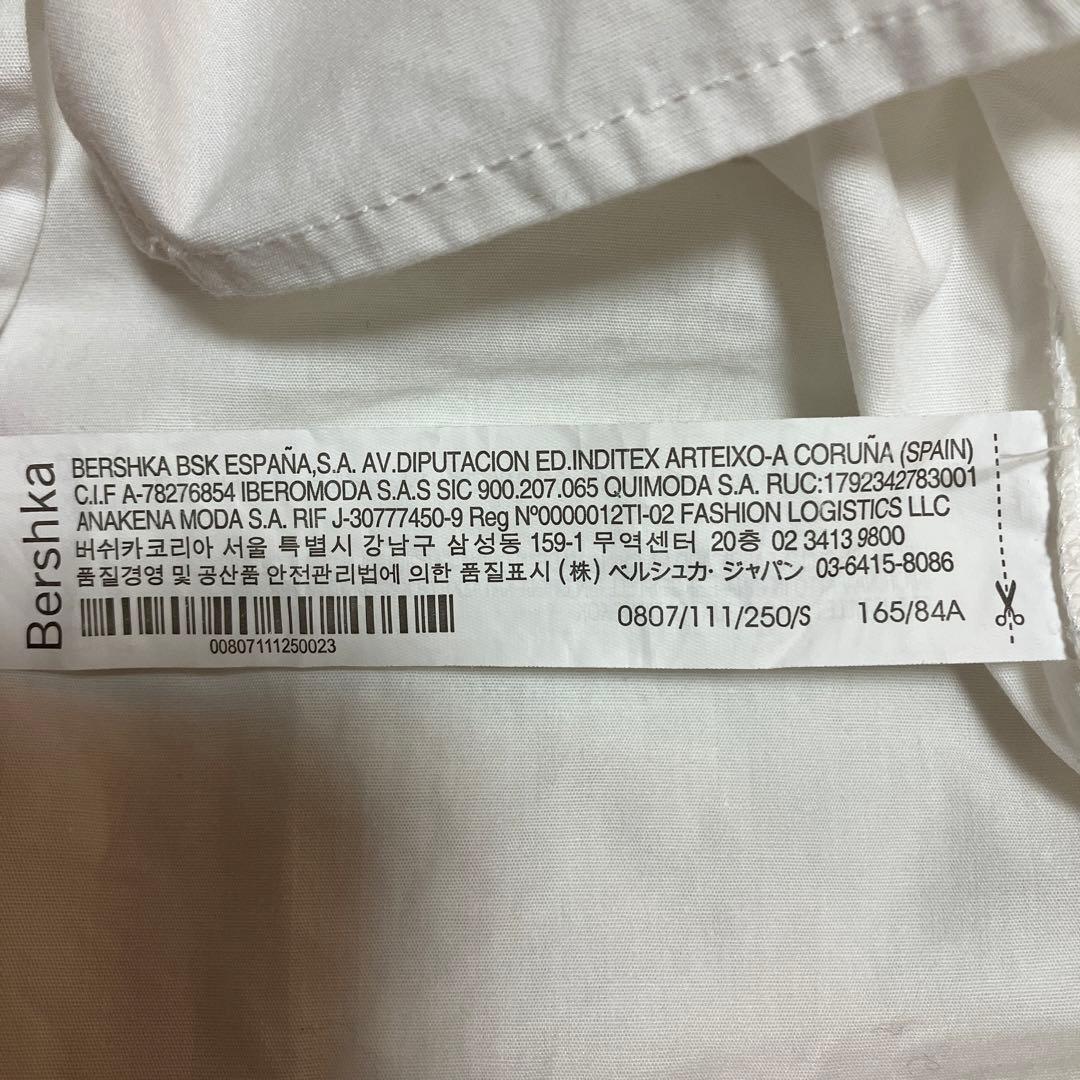 Bershka
BERSHKA BSK ESPAÑA,S.A. AV.DIPUTACION ED.INDITEX ARTEIXO-A CORUÑA (SPAIN)
C.I.F A-78276854 IBEROMODA S.A.S SIC 900.207.065 QUIMODA S.A. RUC:1792342783001
ANAKENA MODA S.A. RIF J-30777450-9 Reg Nº0000012TI-02 FASHION LOGISTICS LLC
버쉬카코리아 서울 특별시 강남구 삼성동 159-1 무역센터 20층 02 3413 9800
품질경영 및 공산품 안전관리법에 의한 품질표시 (株) ベルシュカ・ジャパン 03-6415-8086
0807/111/250/S 165/84A
00807111250023